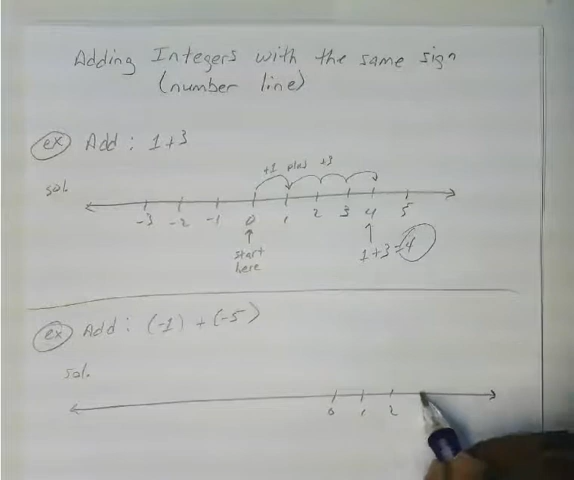 Adding Integers with the same sign
(number line)
ex Add: 1+3
+1 plus +3
sol.
-3 -2 -1 0 1 2 3 4 5
start
here
1+3=4
ex Add: (-1) + (-5)
sol.
0 1 2